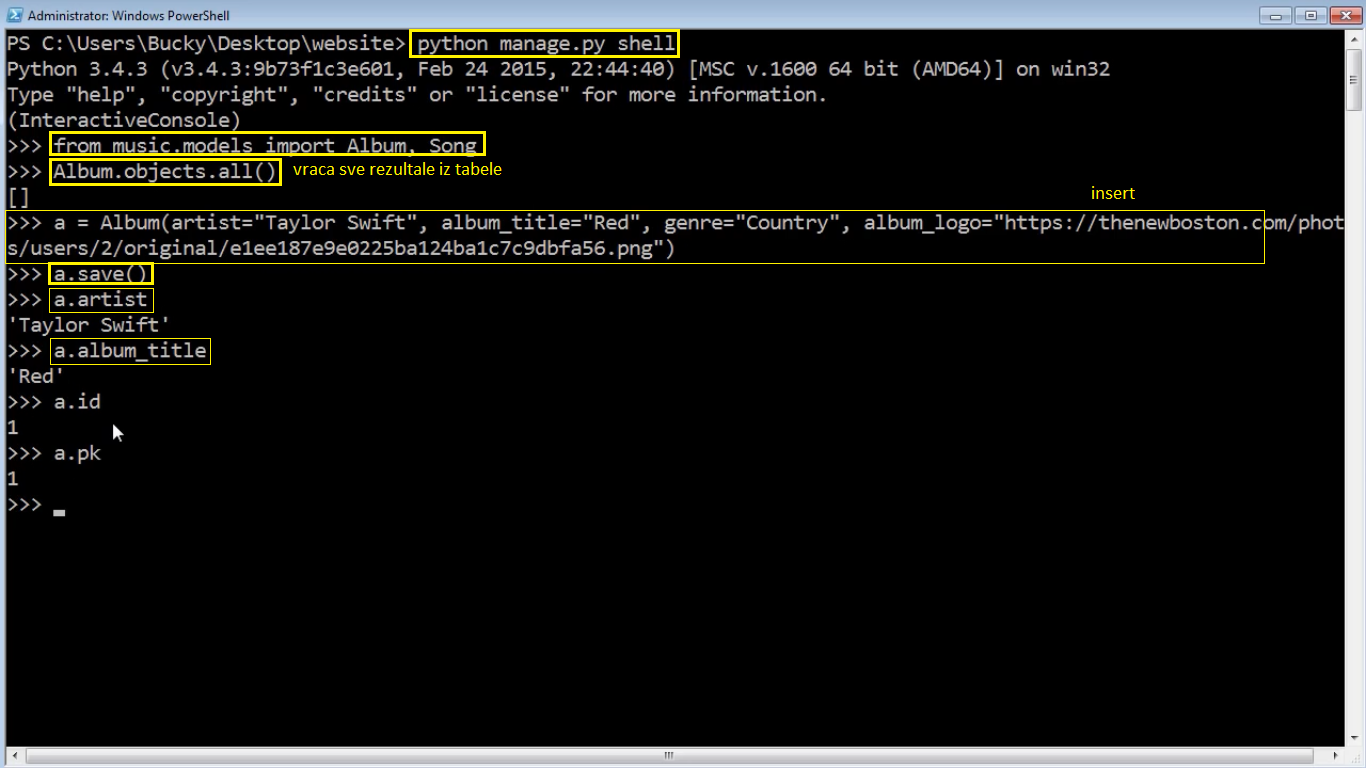 Administrator: Windows PowerShell
PS C:\Users\Bucky\Desktop\website> python manage.py shell
Python 3.4.3 (v3.4.3:9b73f1c3e601, Feb 24 2015, 22:44:40) [MSC v.1600 64 bit (AMD64)] on win32
Type "help", "copyright", "credits" or "license" for more information.
(InteractiveConsole)
>>> from music.models import Album, Song
>>> Album.objects.all() vraca sve rezultale iz tabele
[]
insert
>>> a = Album(artist="Taylor Swift", album_title="Red", genre="Country", album_logo="https://thenewboston.com/phot
s/users/2/original/e1ee187e9e0225ba124ba1c7c9dbfa56.png")
>>> a.save()
>>> a.artist
'Taylor Swift'
>>> a.album_title
'Red'
>>> a.id
1
>>> a.pk
1
>>>